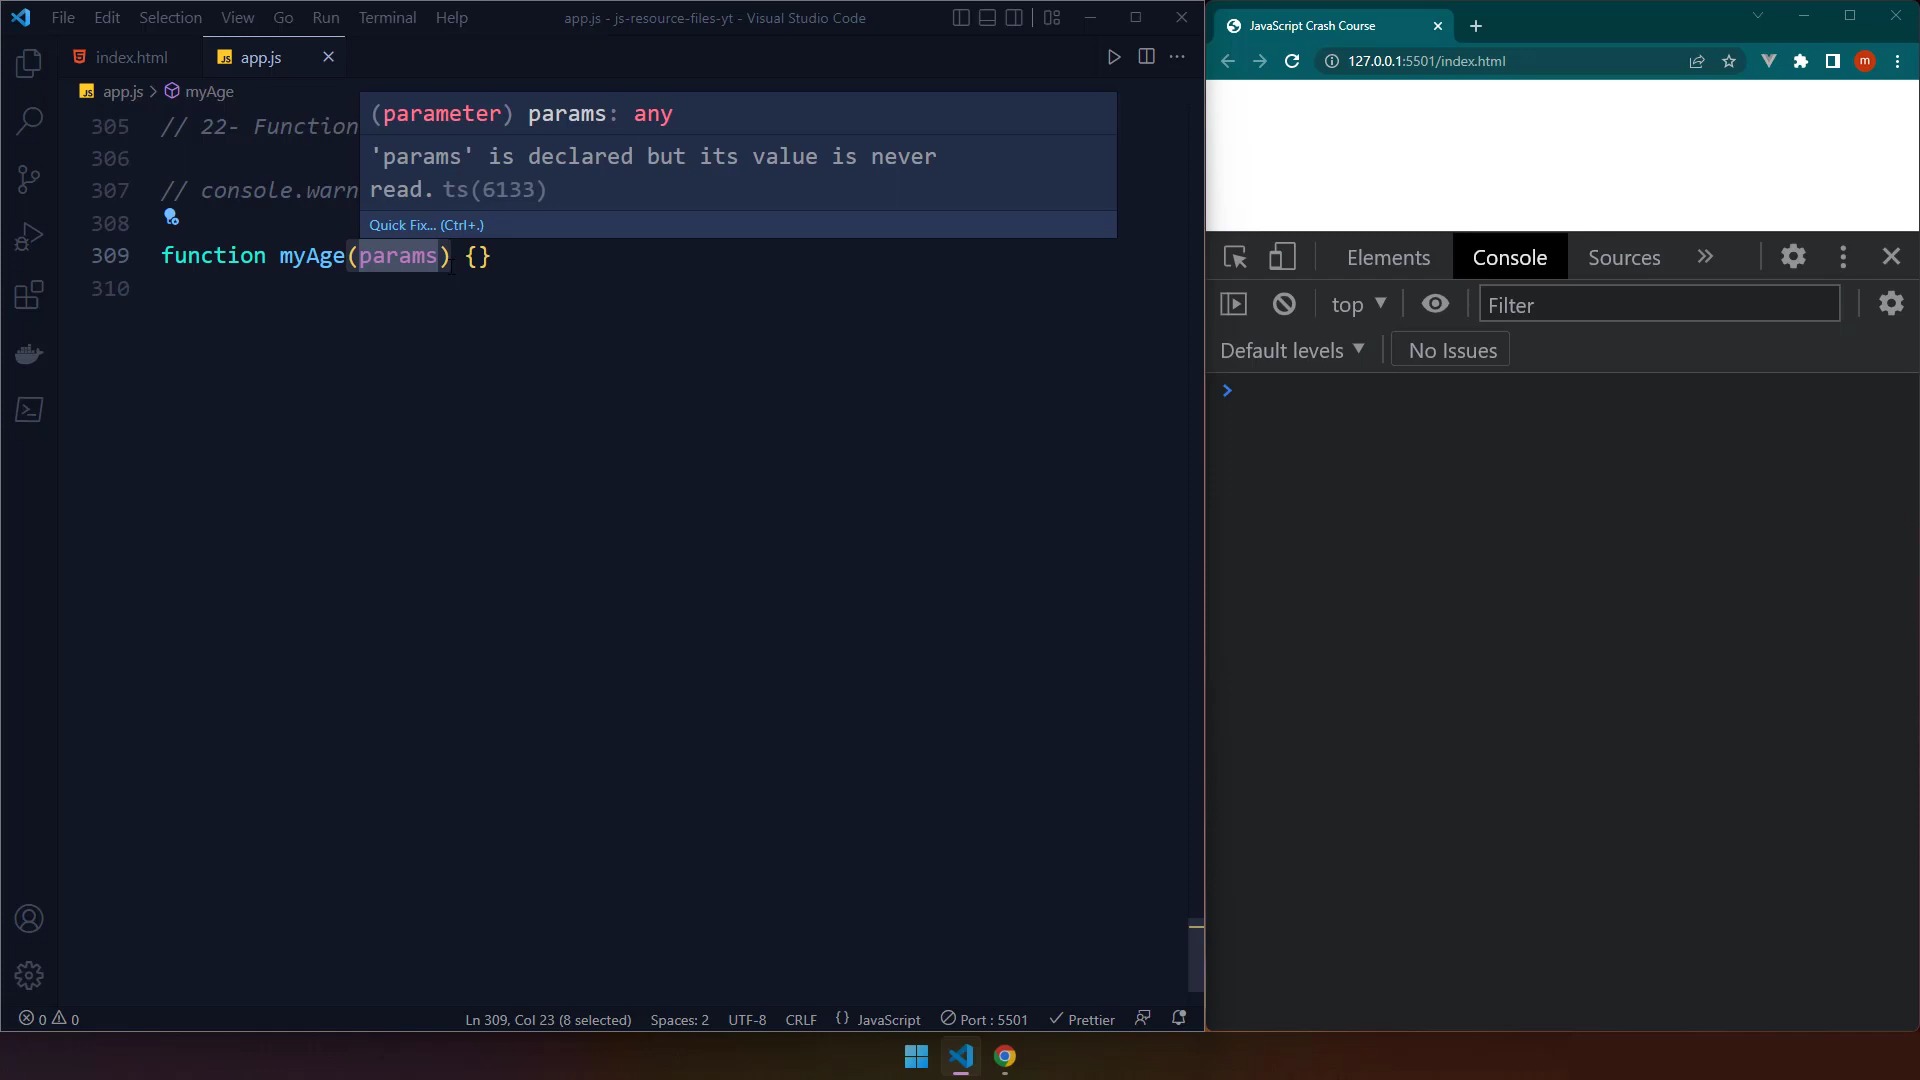 File Edit Selection View Go Run Terminal Help
app.js - js-resource-files-yt - Visual Studio Code
index.html
JS app.js
JS app.js > myAge
305 // 22- Function
306
307 // console.warn
308
309 function myAge(params) {}
310
(parameter) params: any
'params' is declared but its value is never
read. ts(6133)
Quick Fix... (Ctrl+.)
0 0
Ln 309, Col 23 (8 selected) Spaces: 2 UTF-8 CRLF {} JavaScript Port : 5501 Prettier
JavaScript Crash Course
127.0.0.1:5501/index.html
m
Elements Console Sources
top Filter
Default levels No Issues